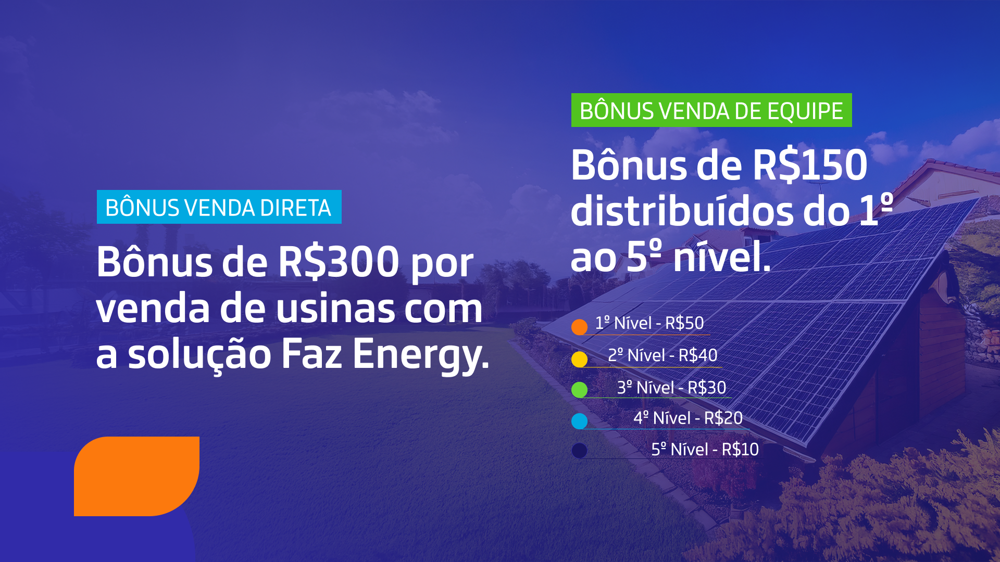 BÔNUS VENDA DIRETA
Bônus de R$300 por
venda de usinas com
a solução Faz Energy.
BÔNUS VENDA DE EQUIPE
Bônus de R$150
distribuídos do 1º
ao 5º nível.
1º Nível - R$50
2º Nível - R$40
3º Nível - R$30
4º Nível - R$20
5º Nível - R$10